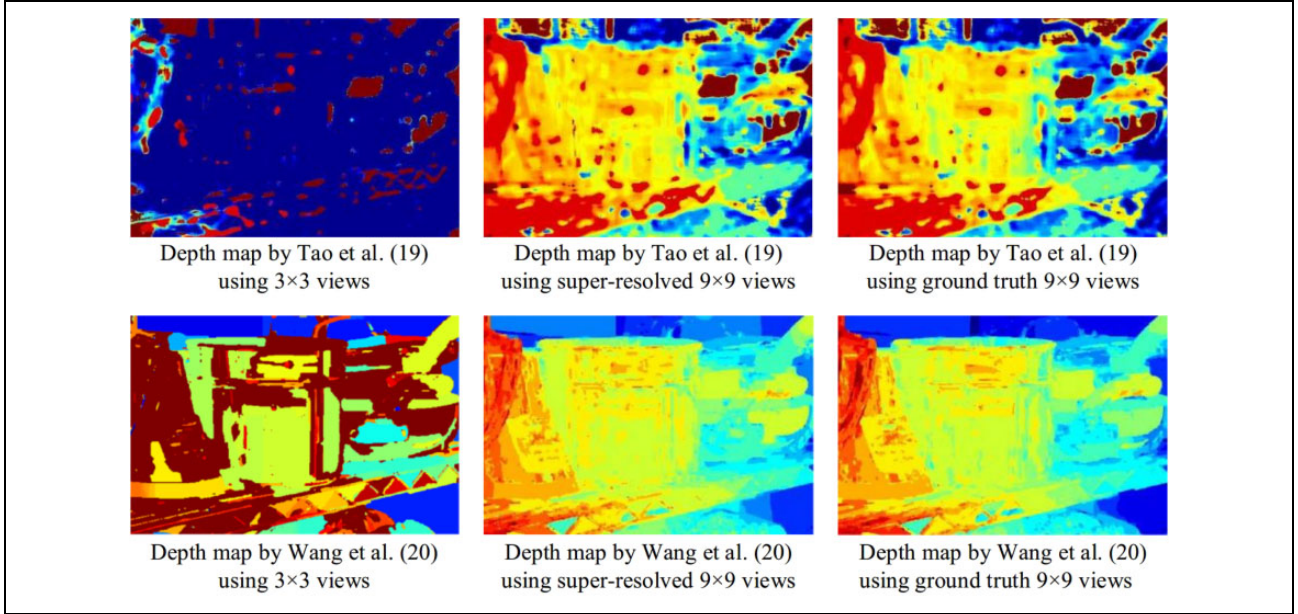 Depth map by Tao et al. (19)
using 3×3 views
Depth map by Tao et al. (19)
using super-resolved 9×9 views
Depth map by Tao et al. (19)
using ground truth 9×9 views
Depth map by Wang et al. (20)
using 3×3 views
Depth map by Wang et al. (20)
using super-resolved 9×9 views
Depth map by Wang et al. (20)
using ground truth 9×9 views